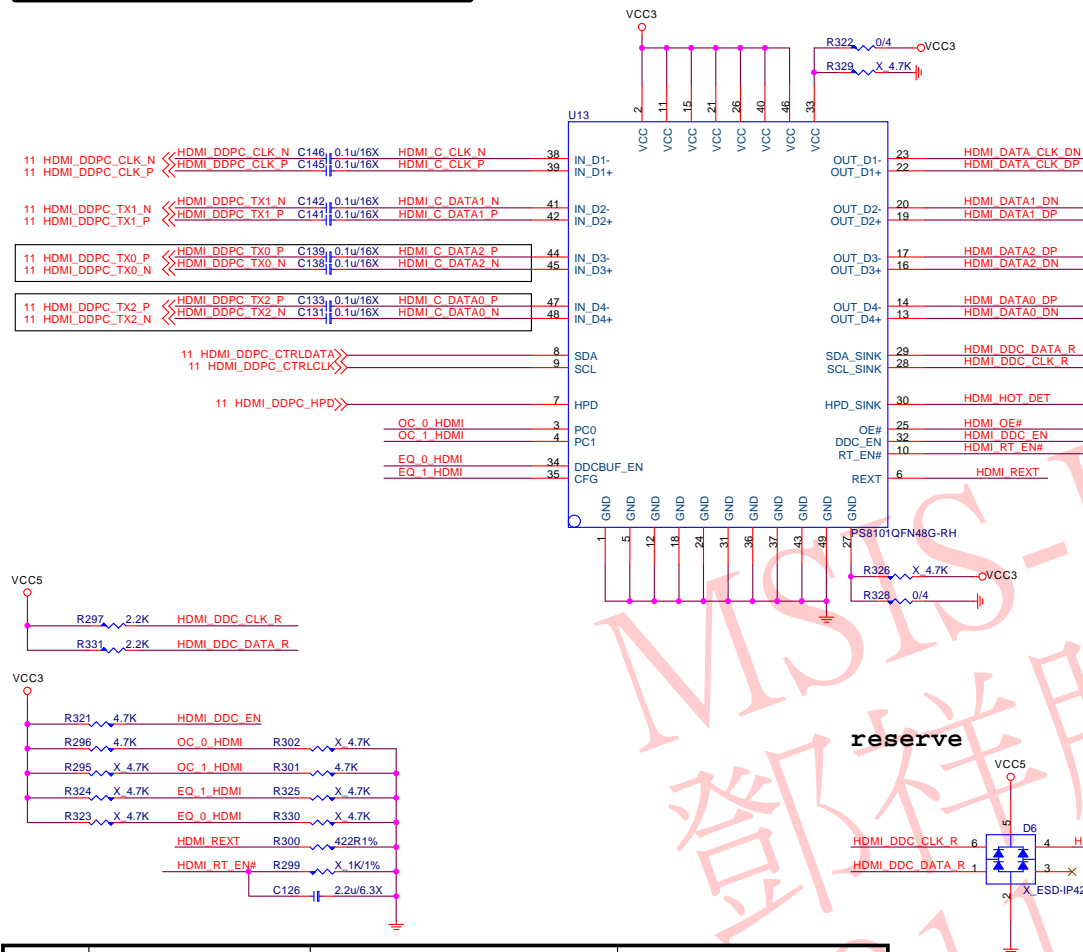 VCC3
R322 0/4 VCC3
R329 X_4.7K
2 11 15 21 26 40 46 33
U13
VCC VCC VCC VCC VCC VCC VCC VCC
11 HDMI_DDPC_CLK_N HDMI_DDPC_CLK_N C146 0.1u/16X HDMI_C_CLK_N 38 IN_D1- OUT_D1- 23 HDMI_DATA_CLK_DN
11 HDMI_DDPC_CLK_P HDMI_DDPC_CLK_P C145 0.1u/16X HDMI_C_CLK_P 39 IN_D1+ OUT_D1+ 22 HDMI_DATA_CLK_DP
11 HDMI_DDPC_TX1_N HDMI_DDPC_TX1_N C142 0.1u/16X HDMI_C_DATA1_N 41 IN_D2- OUT_D2- 20 HDMI_DATA1_DN
11 HDMI_DDPC_TX1_P HDMI_DDPC_TX1_P C141 0.1u/16X HDMI_C_DATA1_P 42 IN_D2+ OUT_D2+ 19 HDMI_DATA1_DP
11 HDMI_DDPC_TX0_P HDMI_DDPC_TX0_P C139 0.1u/16X HDMI_C_DATA2_P 44 IN_D3- OUT_D3- 17 HDMI_DATA2_DP
11 HDMI_DDPC_TX0_N HDMI_DDPC_TX0_N C138 0.1u/16X HDMI_C_DATA2_N 45 IN_D3+ OUT_D3+ 16 HDMI_DATA2_DN
11 HDMI_DDPC_TX2_P HDMI_DDPC_TX2_P C133 0.1u/16X HDMI_C_DATA0_P 47 IN_D4- OUT_D4- 14 HDMI_DATA0_DP
11 HDMI_DDPC_TX2_N HDMI_DDPC_TX2_N C131 0.1u/16X HDMI_C_DATA0_N 48 IN_D4+ OUT_D4+ 13 HDMI_DATA0_DN
11 HDMI_DDPC_CTRLDATA 8 SDA SDA_SINK 29 HDMI_DDC_DATA_R
11 HDMI_DDPC_CTRLCLK 9 SCL SCL_SINK 28 HDMI_DDC_CLK_R
11 HDMI_DDPC_HPD 7 HPD HPD_SINK 30 HDMI_HOT_DET
OC_0_HDMI 3 PC0 OE# 25 HDMI_OE#
OC_1_HDMI 4 PC1 DDC_EN 32 HDMI_DDC_EN
RT_EN# 10 HDMI_RT_EN#
EQ_0_HDMI 34 DDCBUF_EN
EQ_1_HDMI 35 CFG REXT 6 HDMI_REXT
GND GND GND GND GND GND GND GND GND GND GND
1 5 12 18 24 31 36 37 43 49 27
PS8101QFN48G-RH
R326 X_4.7K VCC3
R328 0/4
VCC5
R297 2.2K HDMI_DDC_CLK_R
R331 2.2K HDMI_DDC_DATA_R
VCC3
R321 4.7K HDMI_DDC_EN
R296 4.7K OC_0_HDMI R302 X_4.7K
R295 X_4.7K OC_1_HDMI R301 4.7K
R324 X_4.7K EQ_1_HDMI R325 X_4.7K
R323 X_4.7K EQ_0_HDMI R330 X_4.7K
HDMI_REXT R300 422R1%
HDMI_RT_EN# R299 X_1K/1%
C126 2.2u/6.3X
reserve
VCC5
5 D6
HDMI_DDC_CLK_R 6 4 H
HDMI_DDC_DATA_R 1 3
2 X_ESD-IP42
MSIS-
鄧祥